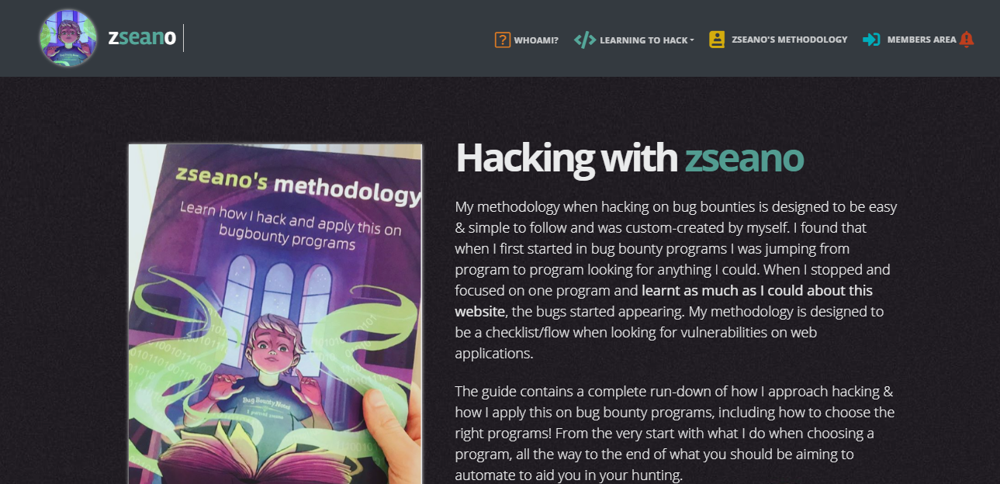 zseano
WHOAMI?
LEARNING TO HACK
ZSEANO'S METHODOLOGY
MEMBERS AREA
zseano's methodology
Learn how I hack and apply this on
bugbounty programs
Bug Bounty Notes
Hacking with zseano
My methodology when hacking on bug bounties is designed to be easy
& simple to follow and was custom-created by myself. I found that
when I first started in bug bounty programs I was jumping from
program to program looking for anything I could. When I stopped and
focused on one program and learnt as much as I could about this
website, the bugs started appearing. My methodology is designed to
be a checklist/flow when looking for vulnerabilities on web
applications.
The guide contains a complete run-down of how I approach hacking &
how I apply this on bug bounty programs, including how to choose the
right programs! From the very start with what I do when choosing a
program, all the way to the end of what you should be aiming to
automate to aid you in your hunting.